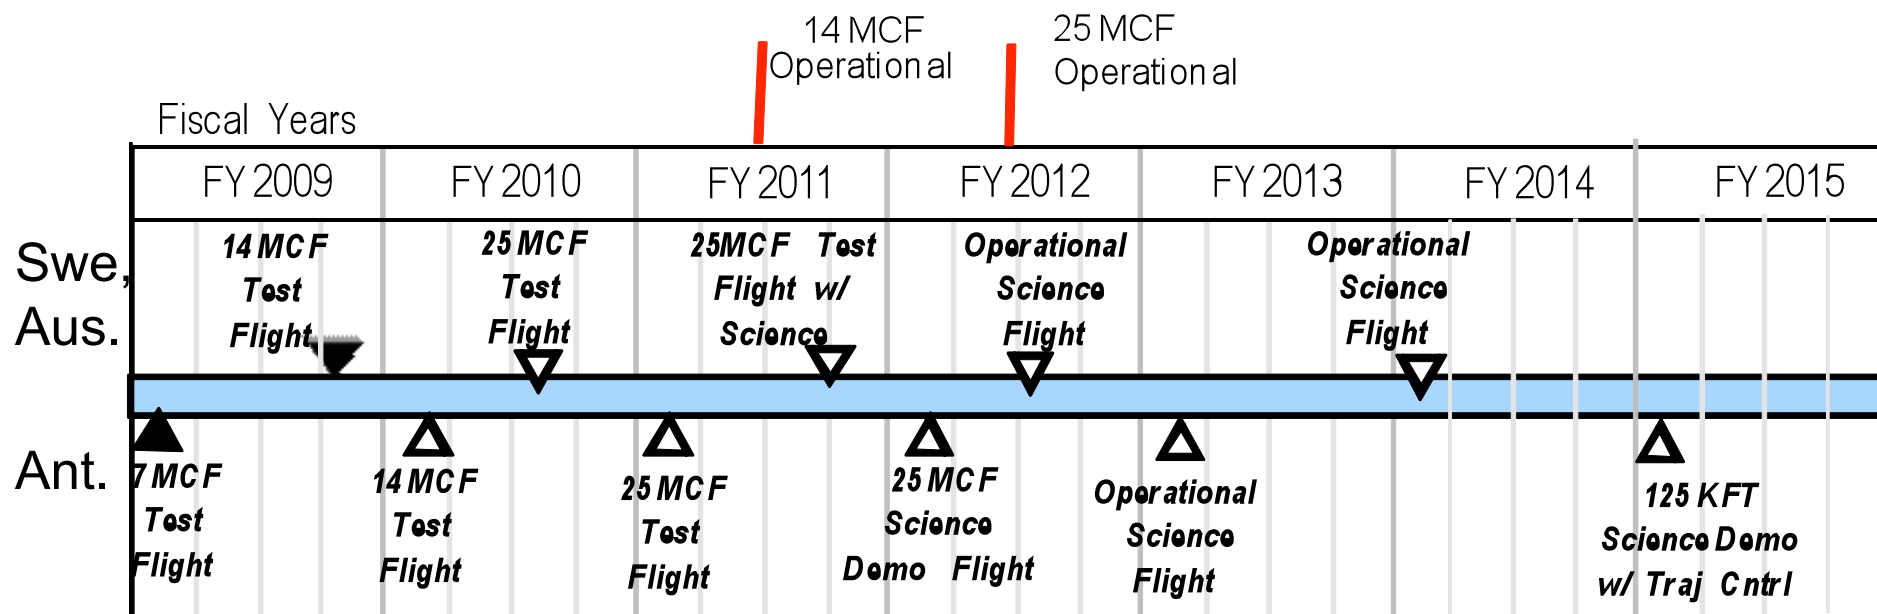 14 MCF
Operational
25 MCF
Operational
Fiscal Years
FY 2009
FY 2010
FY 2011
FY 2012
FY 2013
FY 2014
FY 2015
Swe,
Aus.
14 MCF
Test
Flight
25 MCF
Test
Flight
25MCF Test
Flight w/
Science
Operational
Science
Flight
Operational
Science
Flight
Ant.
7 MCF
Test
Flight
14 MCF
Test
Flight
25 MCF
Test
Flight
25 MCF
Science
Demo Flight
Operational
Science
Flight
125 KFT
Science Demo
w/ Traj Cntrl